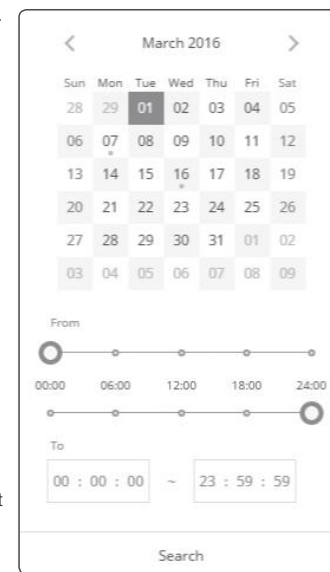 March 2016
Sun Mon Tue Wed Thu Fri Sat
28 29 01 02 03 04 05
06 07 08 09 10 11 12
13 14 15 16 17 18 19
20 21 22 23 24 25 26
27 28 29 30 31 01 02
03 04 05 06 07 08 09
From
00:00 06:00 12:00 18:00 24:00
To
00 : 00 : 00 ~ 23 : 59 : 59
t
Search